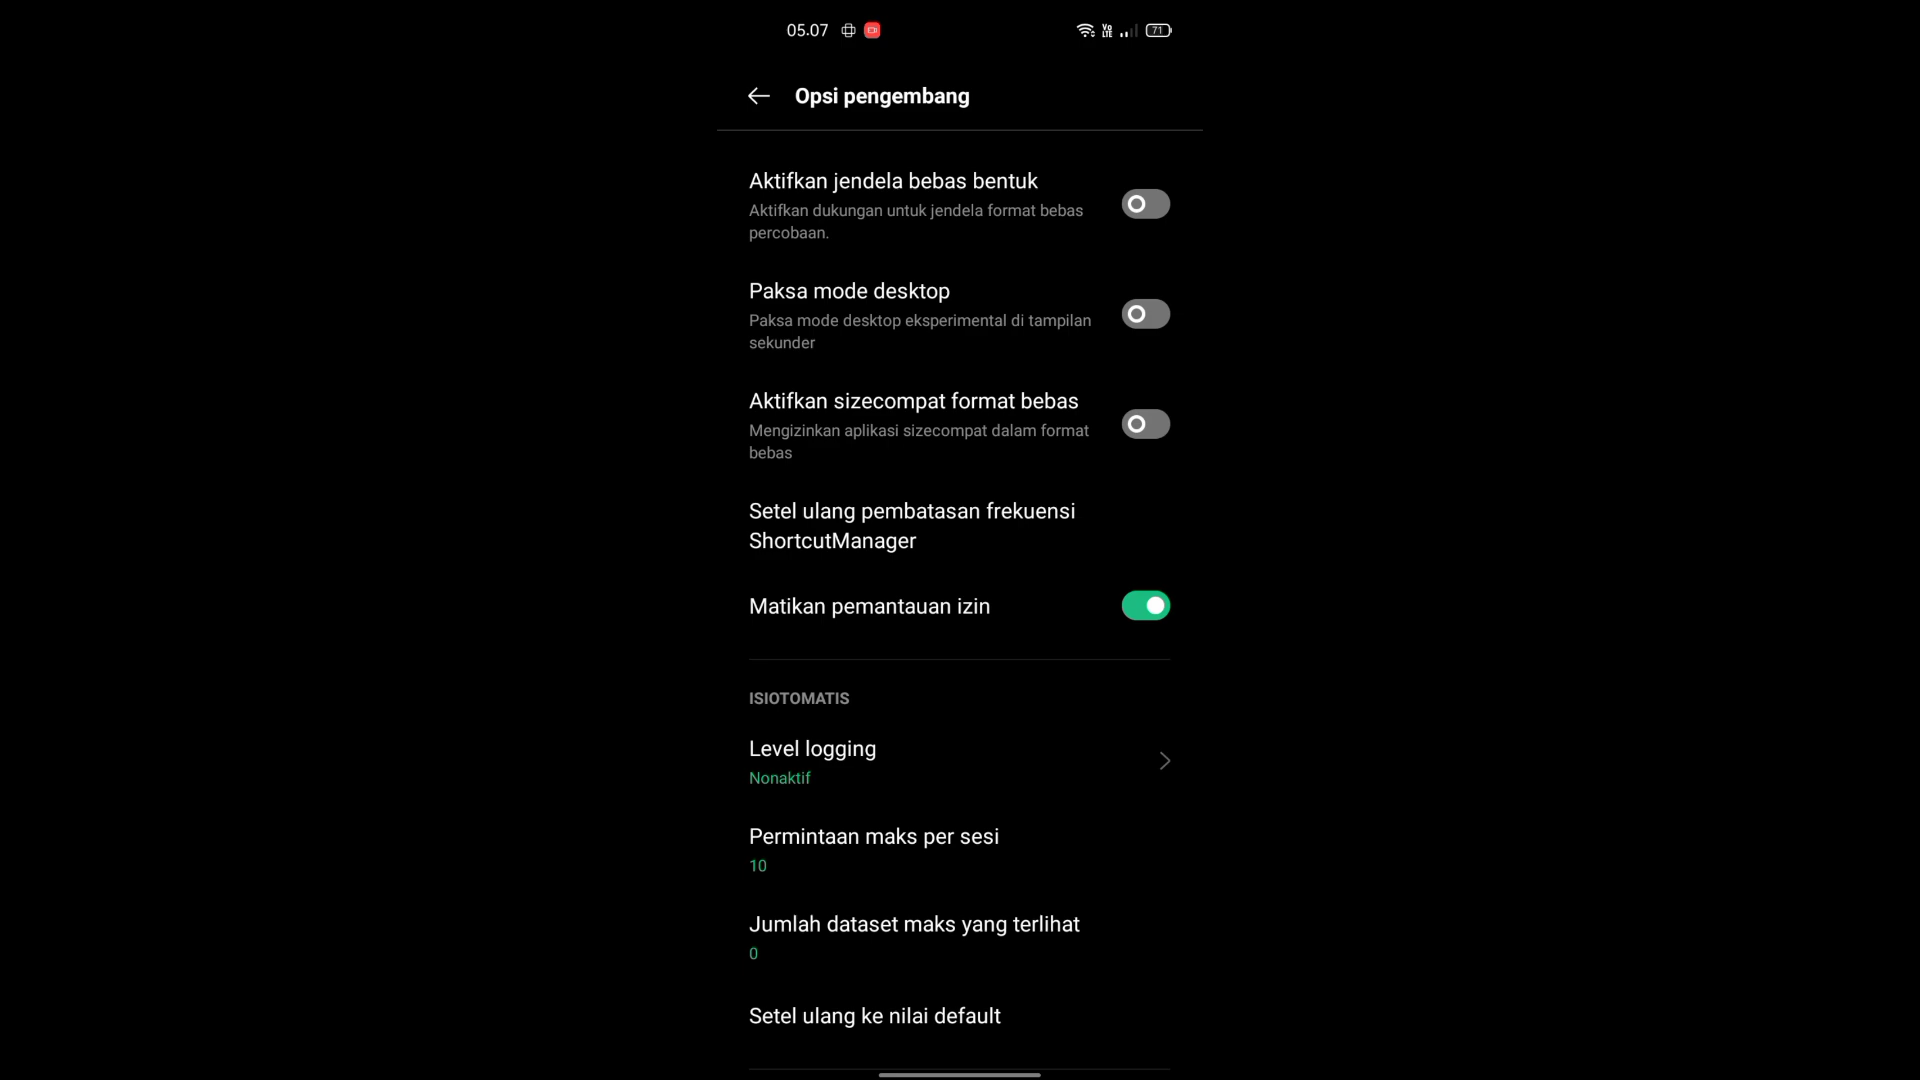 05.07
Vo
LTE
71
Opsi pengembang
Aktifkan jendela bebas bentuk
Aktifkan dukungan untuk jendela format bebas
percobaan.
Paksa mode desktop
Paksa mode desktop eksperimental di tampilan
sekunder
Aktifkan sizecompat format bebas
Mengizinkan aplikasi sizecompat dalam format
bebas
Setel ulang pembatasan frekuensi
ShortcutManager
Matikan pemantauan izin
ISIOTOMATIS
Level logging
Nonaktif
Permintaan maks per sesi
10
Jumlah dataset maks yang terlihat
0
Setel ulang ke nilai default